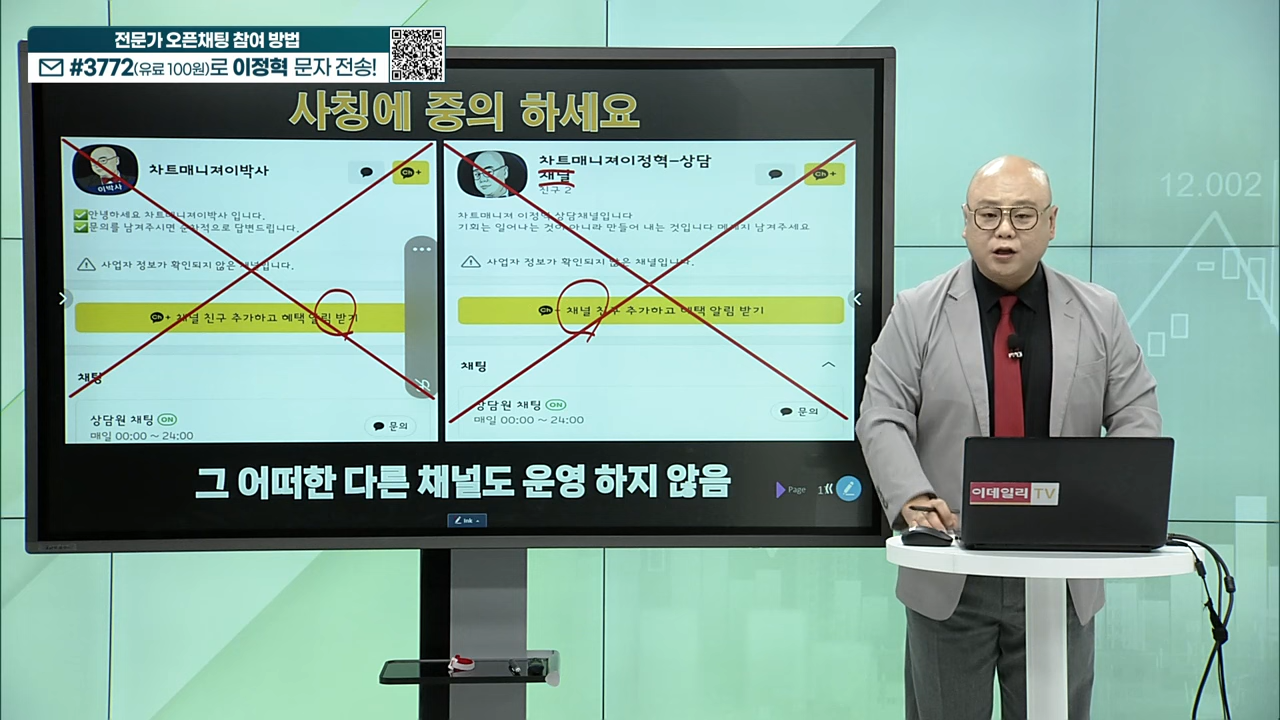 전문가 오픈채팅 참여 방법
#3772(유료 100원)로 이정혁 문자 전송!
사칭에 중의 하세요
이박사
차트매니져이박사
Ch+
✅안녕하세요 차트매니져이박사 입니다.
✅문의를 남겨주시면 순차적으로 답변드립니다.
사업자 정보가 확인되지 않은 채널입니다.
Ch+ 채널 친구 추가하고 혜택 알림 받기
채팅
상담원 채팅 ON
매일 00:00 ~ 24:00
문의
차트매니져이정혁-상담
채널
친구 2
Ch+
차트매니져 이정혁 상담채널입니다
기회는 일어나는 것이 아니라 만들어 내는 것입니다 메세지 남겨주세요
사업자 정보가 확인되지 않은 채널입니다.
Ch+ 채널 친구 추가하고 혜택 알림 받기
채팅
상담원 채팅 ON
매일 00:00 ~ 24:00
문의
그 어떠한 다른 채널도 운영 하지 않음
Page 1
Ink
12.002
이데일리 TV